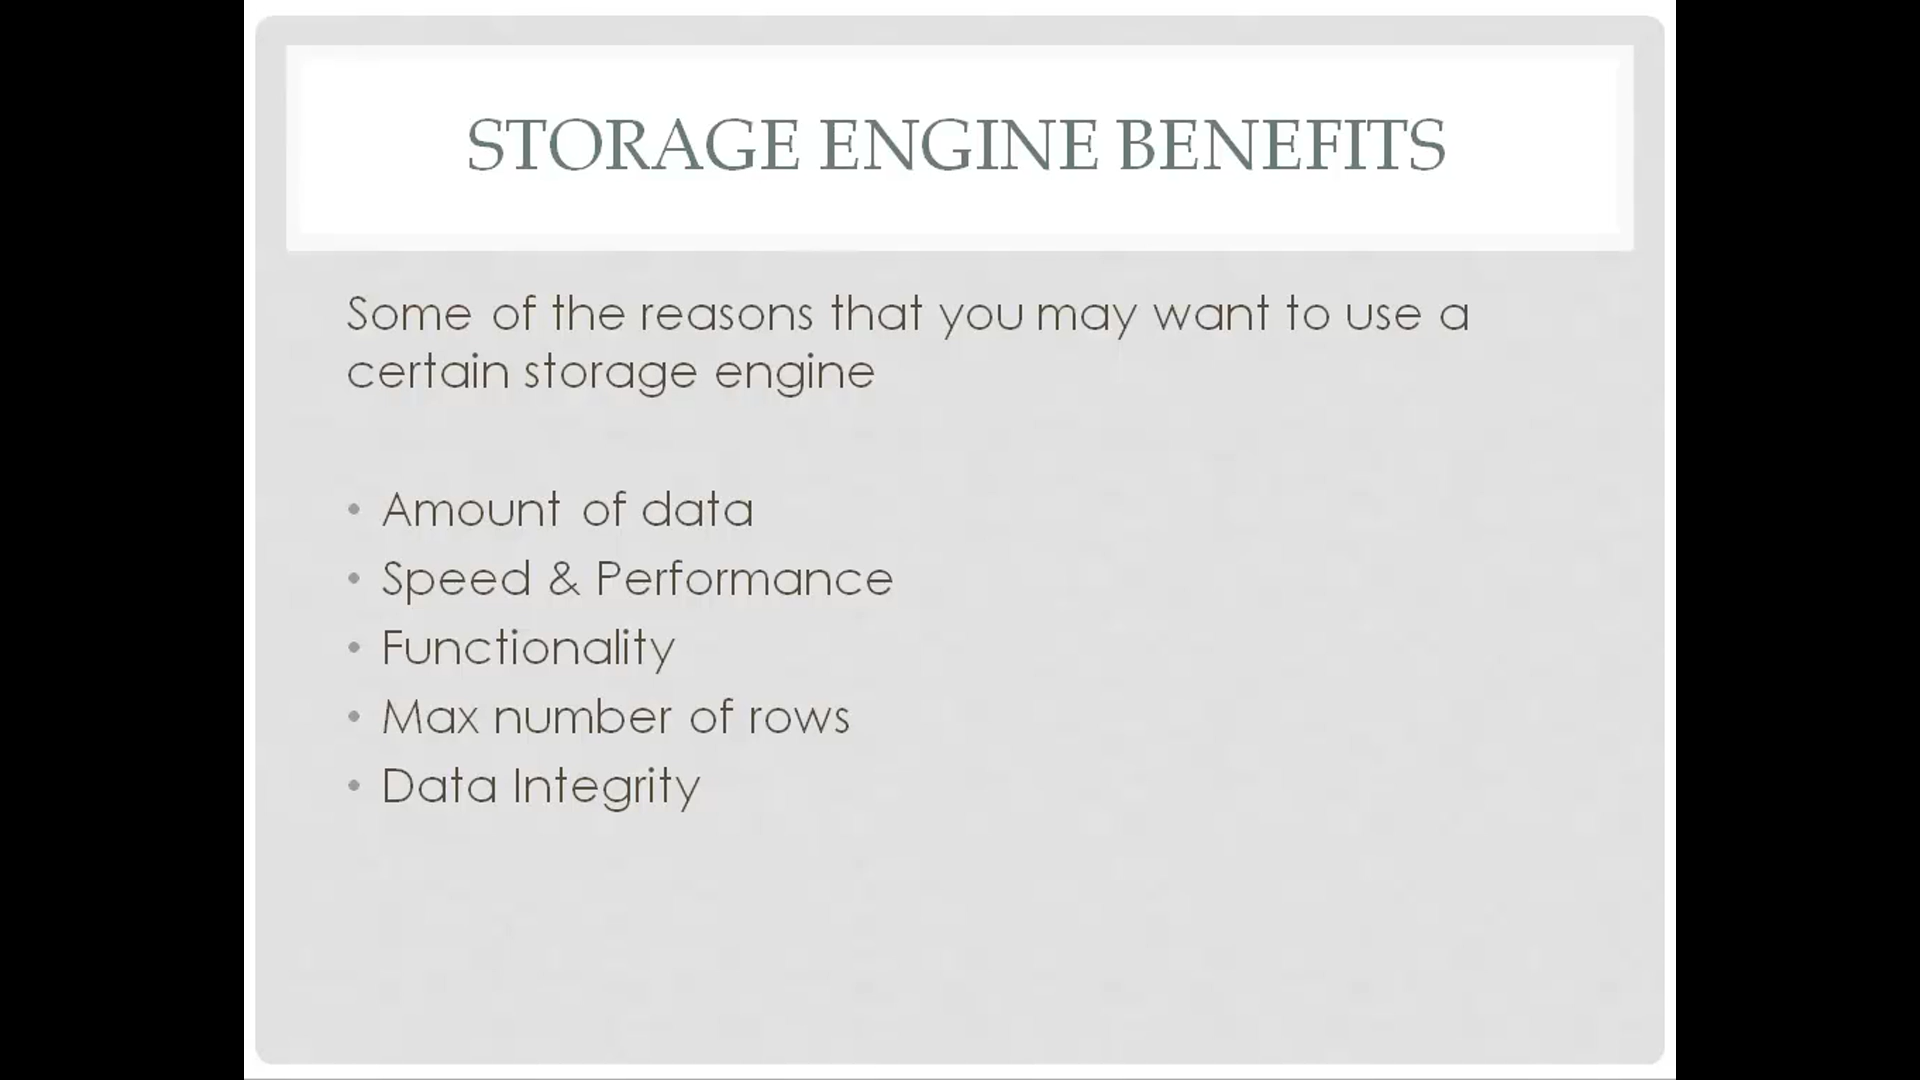 STORAGE ENGINE BENEFITS
Some of the reasons that you may want to use a
certain storage engine
• Amount of data
• Speed & Performance
• Functionality
• Max number of rows
• Data Integrity